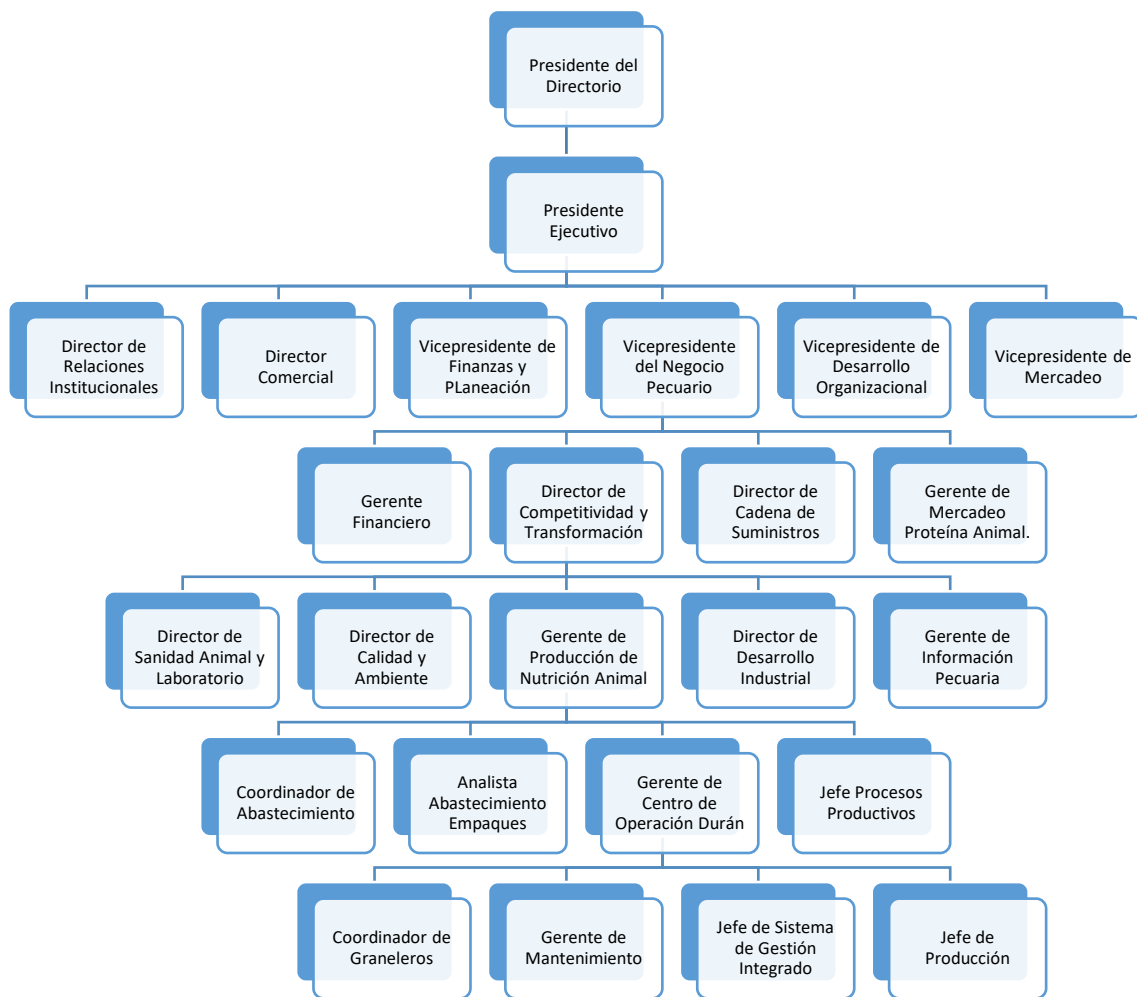 Presidente del
Directorio
Presidente
Ejecutivo
Director de
Relaciones
Institucionales
Director
Comercial
Vicepresidente de
Finanzas y
PLaneación
Vicepresidente
del Negocio
Pecuario
Vicepresidente de
Desarrollo
Organizacional
Vicepresidente de
Mercadeo
Gerente
Financiero
Director de
Competitividad y
Transformación
Director de
Cadena de
Suministros
Gerente de
Mercadeo
Proteína Animal.
Director de
Sanidad Animal y
Laboratorio
Director de
Calidad y
Ambiente
Gerente de
Producción de
Nutrición Animal
Director de
Desarrollo
Industrial
Gerente de
Información
Pecuaria
Coordinador de
Abastecimiento
Analista
Abastecimiento
Empaques
Gerente de
Centro de
Operación Durán
Jefe Procesos
Productivos
Coordinador de
Graneleros
Gerente de
Mantenimiento
Jefe de Sistema
de Gestión
Integrado
Jefe de
Producción